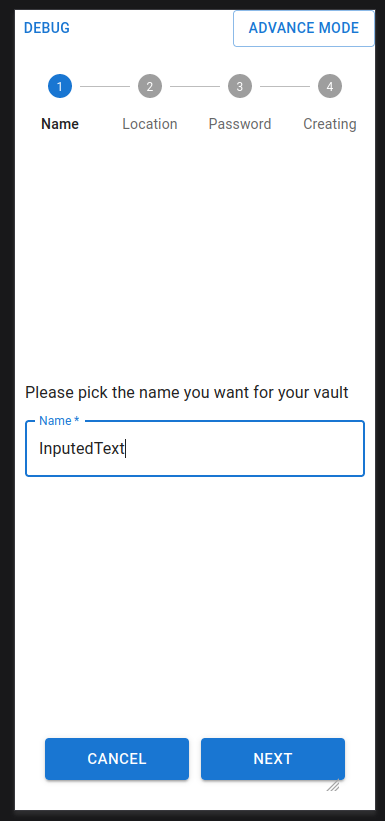 DEBUG ADVANCE MODE
1 2 3 4
Name Location Password Creating
Please pick the name you want for your vault
Name *
InputedText
CANCEL NEXT